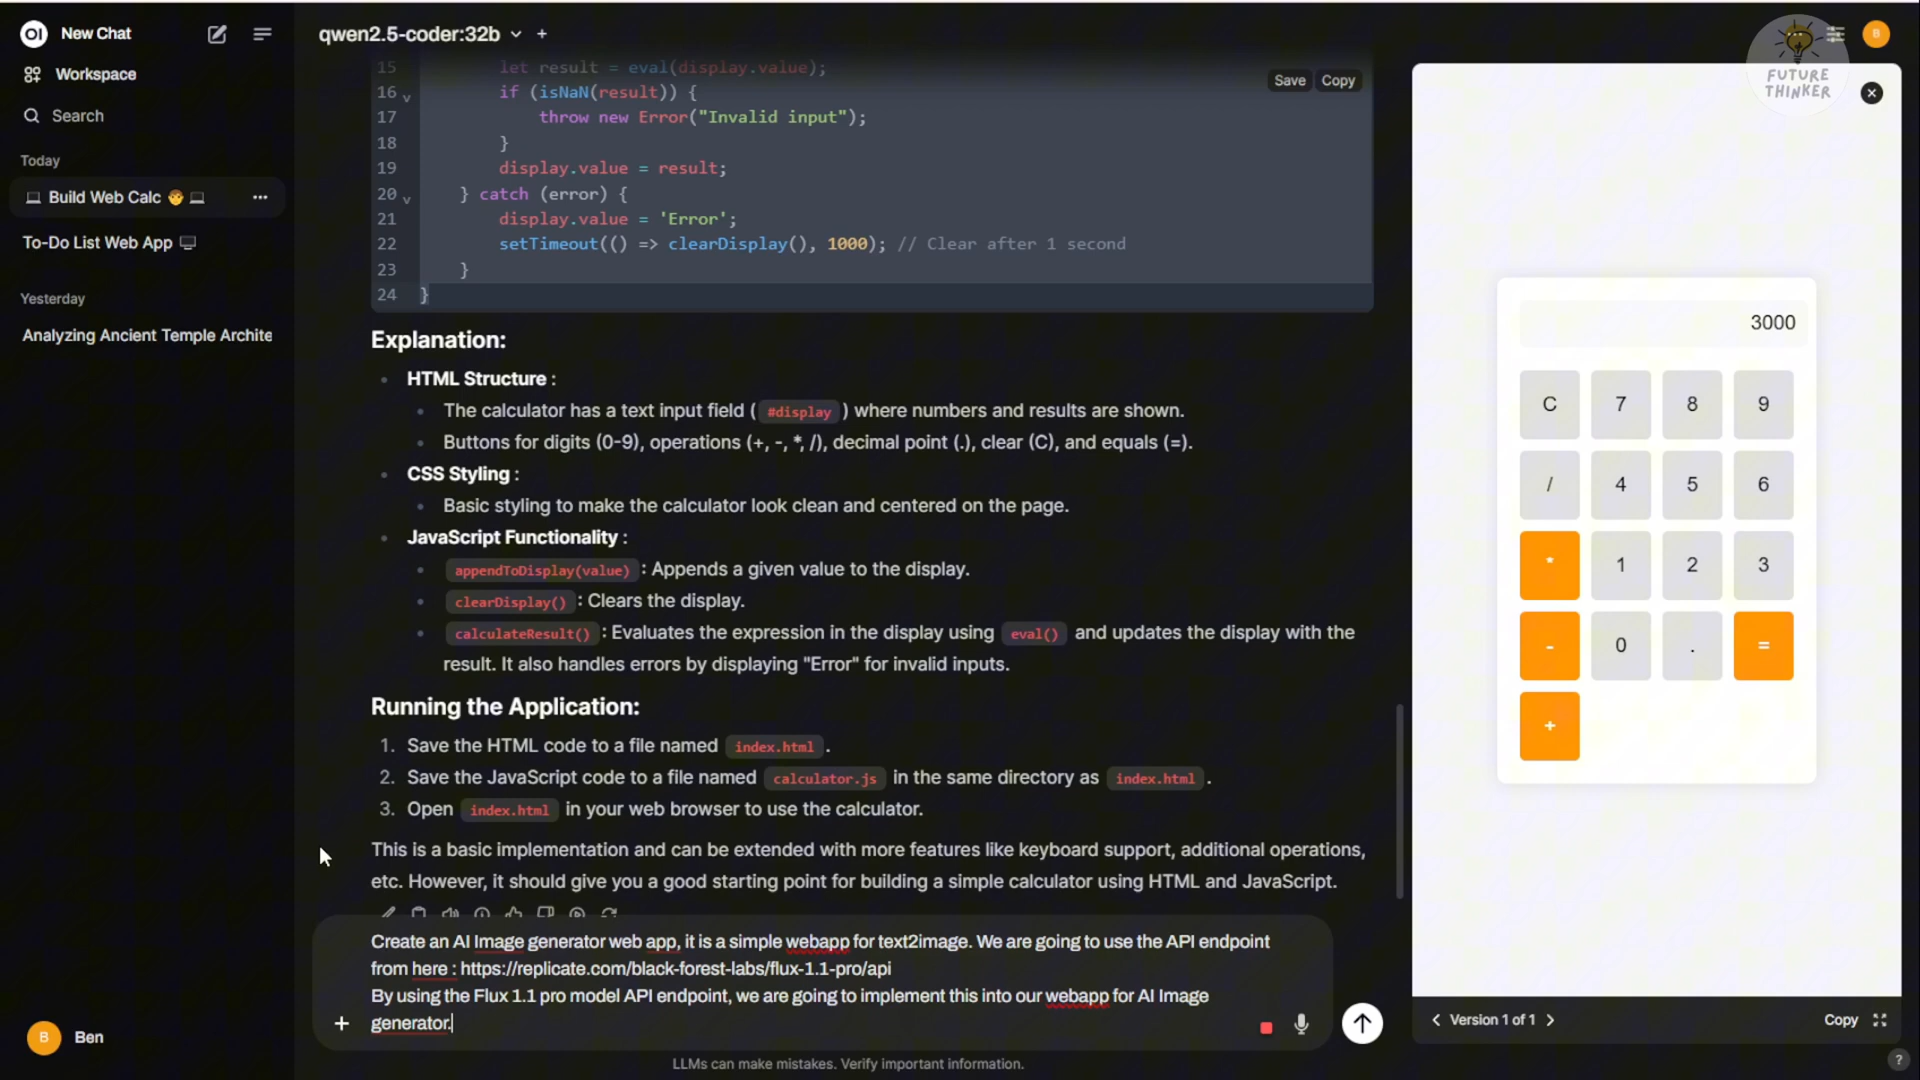 OI New Chat
Workspace
Search
Today
Build Web Calc
To-Do List Web App
Yesterday
Analyzing Ancient Temple Archite
B Ben
qwen2.5-coder:32b
B
FUTURE
THINKER
Save Copy
15 let result = eval(display.value);
16 if (isNaN(result)) {
17 throw new Error("Invalid input");
18 }
19 display.value = result;
20 } catch (error) {
21 display.value = 'Error';
22 setTimeout(() => clearDisplay(), 1000); // Clear after 1 second
23 }
24 }
Explanation:
• HTML Structure :
• The calculator has a text input field ( #display ) where numbers and results are shown.
• Buttons for digits (0-9), operations (+, -, *, /), decimal point (.), clear (C), and equals (=).
• CSS Styling :
• Basic styling to make the calculator look clean and centered on the page.
• JavaScript Functionality :
• appendToDisplay(value) : Appends a given value to the display.
• clearDisplay() : Clears the display.
• calculateResult() : Evaluates the expression in the display using eval() and updates the display with the
result. It also handles errors by displaying "Error" for invalid inputs.
Running the Application:
1. Save the HTML code to a file named index.html .
2. Save the JavaScript code to a file named calculator.js in the same directory as index.html .
3. Open index.html in your web browser to use the calculator.
This is a basic implementation and can be extended with more features like keyboard support, additional operations,
etc. However, it should give you a good starting point for building a simple calculator using HTML and JavaScript.
Create an AI Image generator web app, it is a simple webapp for text2image. We are going to use the API endpoint
from here : https://replicate.com/black-forest-labs/flux-1.1-pro/api
By using the Flux 1.1 pro model API endpoint, we are going to implement this into our webapp for AI Image
generator.
LLMs can make mistakes. Verify important information.
3000
C 7 8 9
/ 4 5 6
* 1 2 3
- 0 . =
+
Version 1 of 1
Copy
?